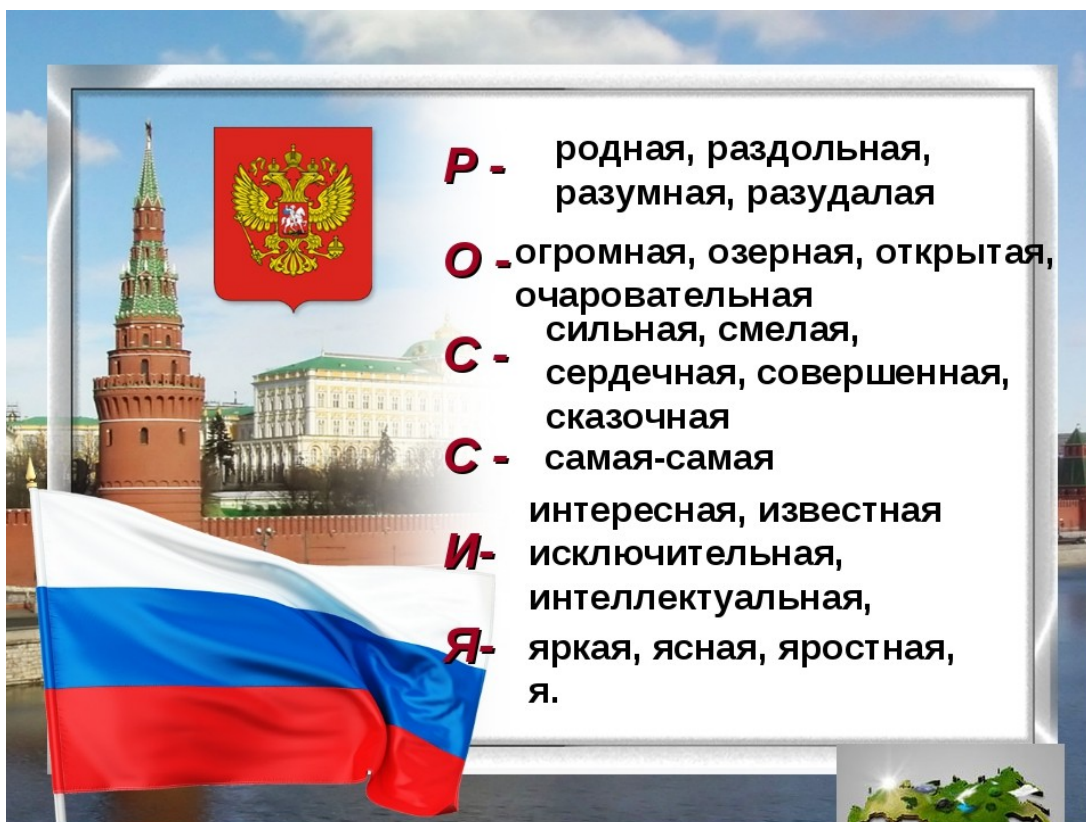 Р - родная, раздольная,
разумная, разудалая
О - огромная, озерная, открытая,
очаровательная
С - сильная, смелая,
сердечная, совершенная,
сказочная
С - самая-самая
интересная, известная
И- исключительная,
интеллектуальная,
Я- яркая, ясная, яростная,
я.